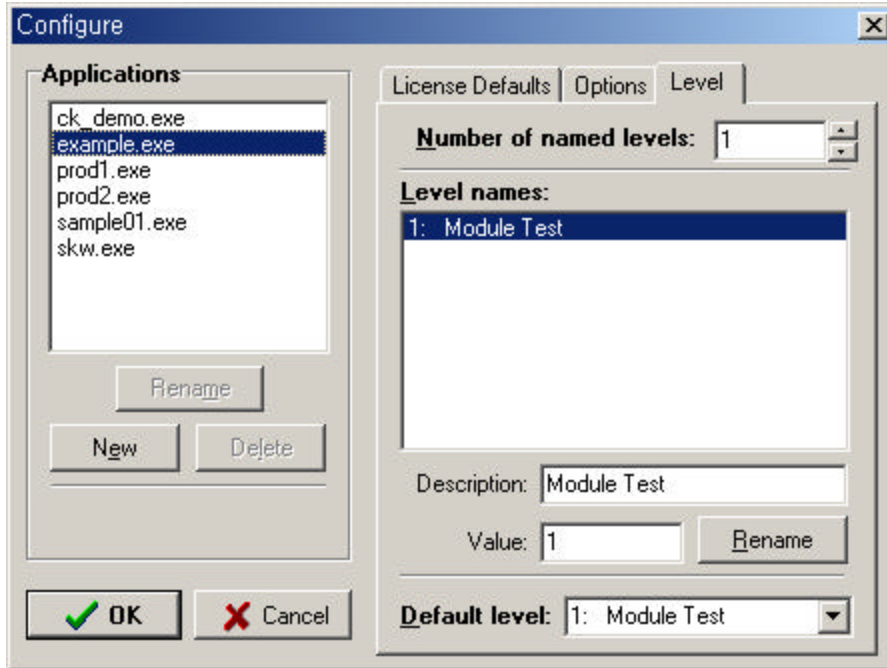 Configure
Applications
ck_demo.exe
example.exe
prod1.exe
prod2.exe
sample01.exe
skw.exe
Rename
New Delete
OK Cancel
License Defaults Options Level
Number of named levels: 1
Level names:
1: Module Test
Description: Module Test
Value: 1 Rename
Default level: 1: Module Test